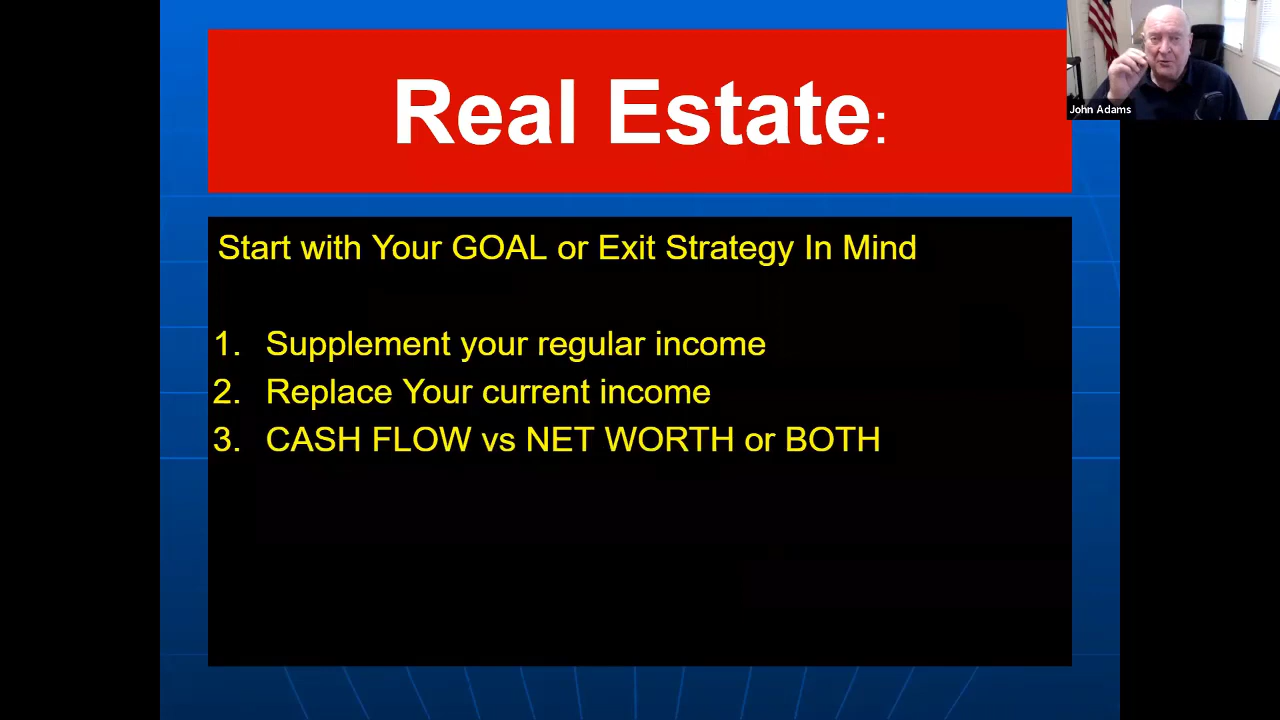 Real Estate:
John Adams
Start with Your GOAL or Exit Strategy In Mind
1. Supplement your regular income
2. Replace Your current income
3. CASH FLOW vs NET WORTH or BOTH